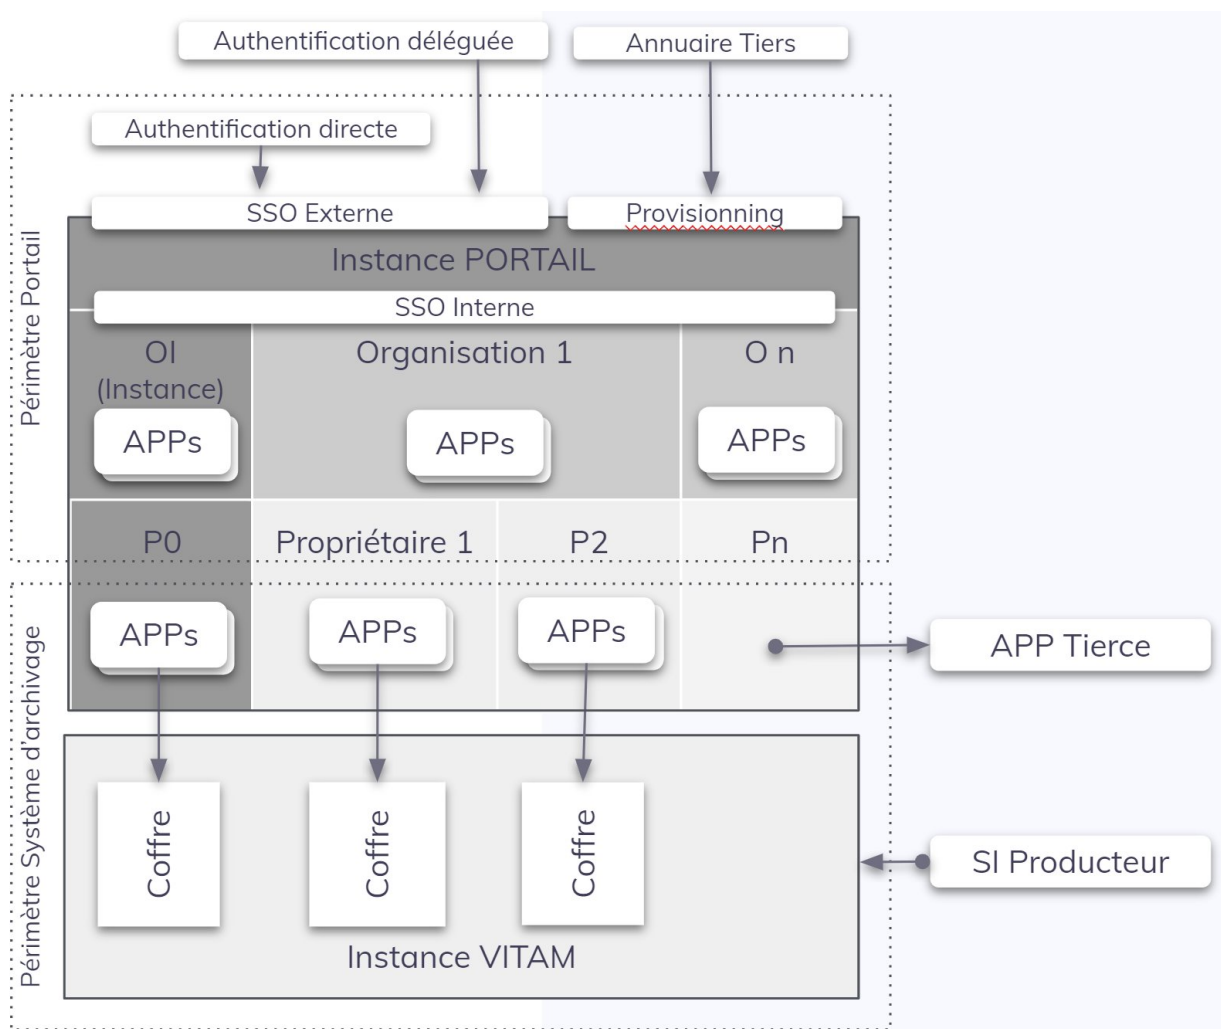 Authentification déléguée
Annuaire Tiers
Authentification directe
SSO Externe
Provisionning
Périmètre Portail
Instance PORTAIL
SSO Interne
OI
(Instance)
Organisation 1
O n
APPs
APPs
APPs
P0
Propriétaire 1
P2
Pn
Périmètre Système d'archivage
APPs
APPs
APPs
APP Tierce
Coffre
Coffre
Coffre
SI Producteur
Instance VITAM